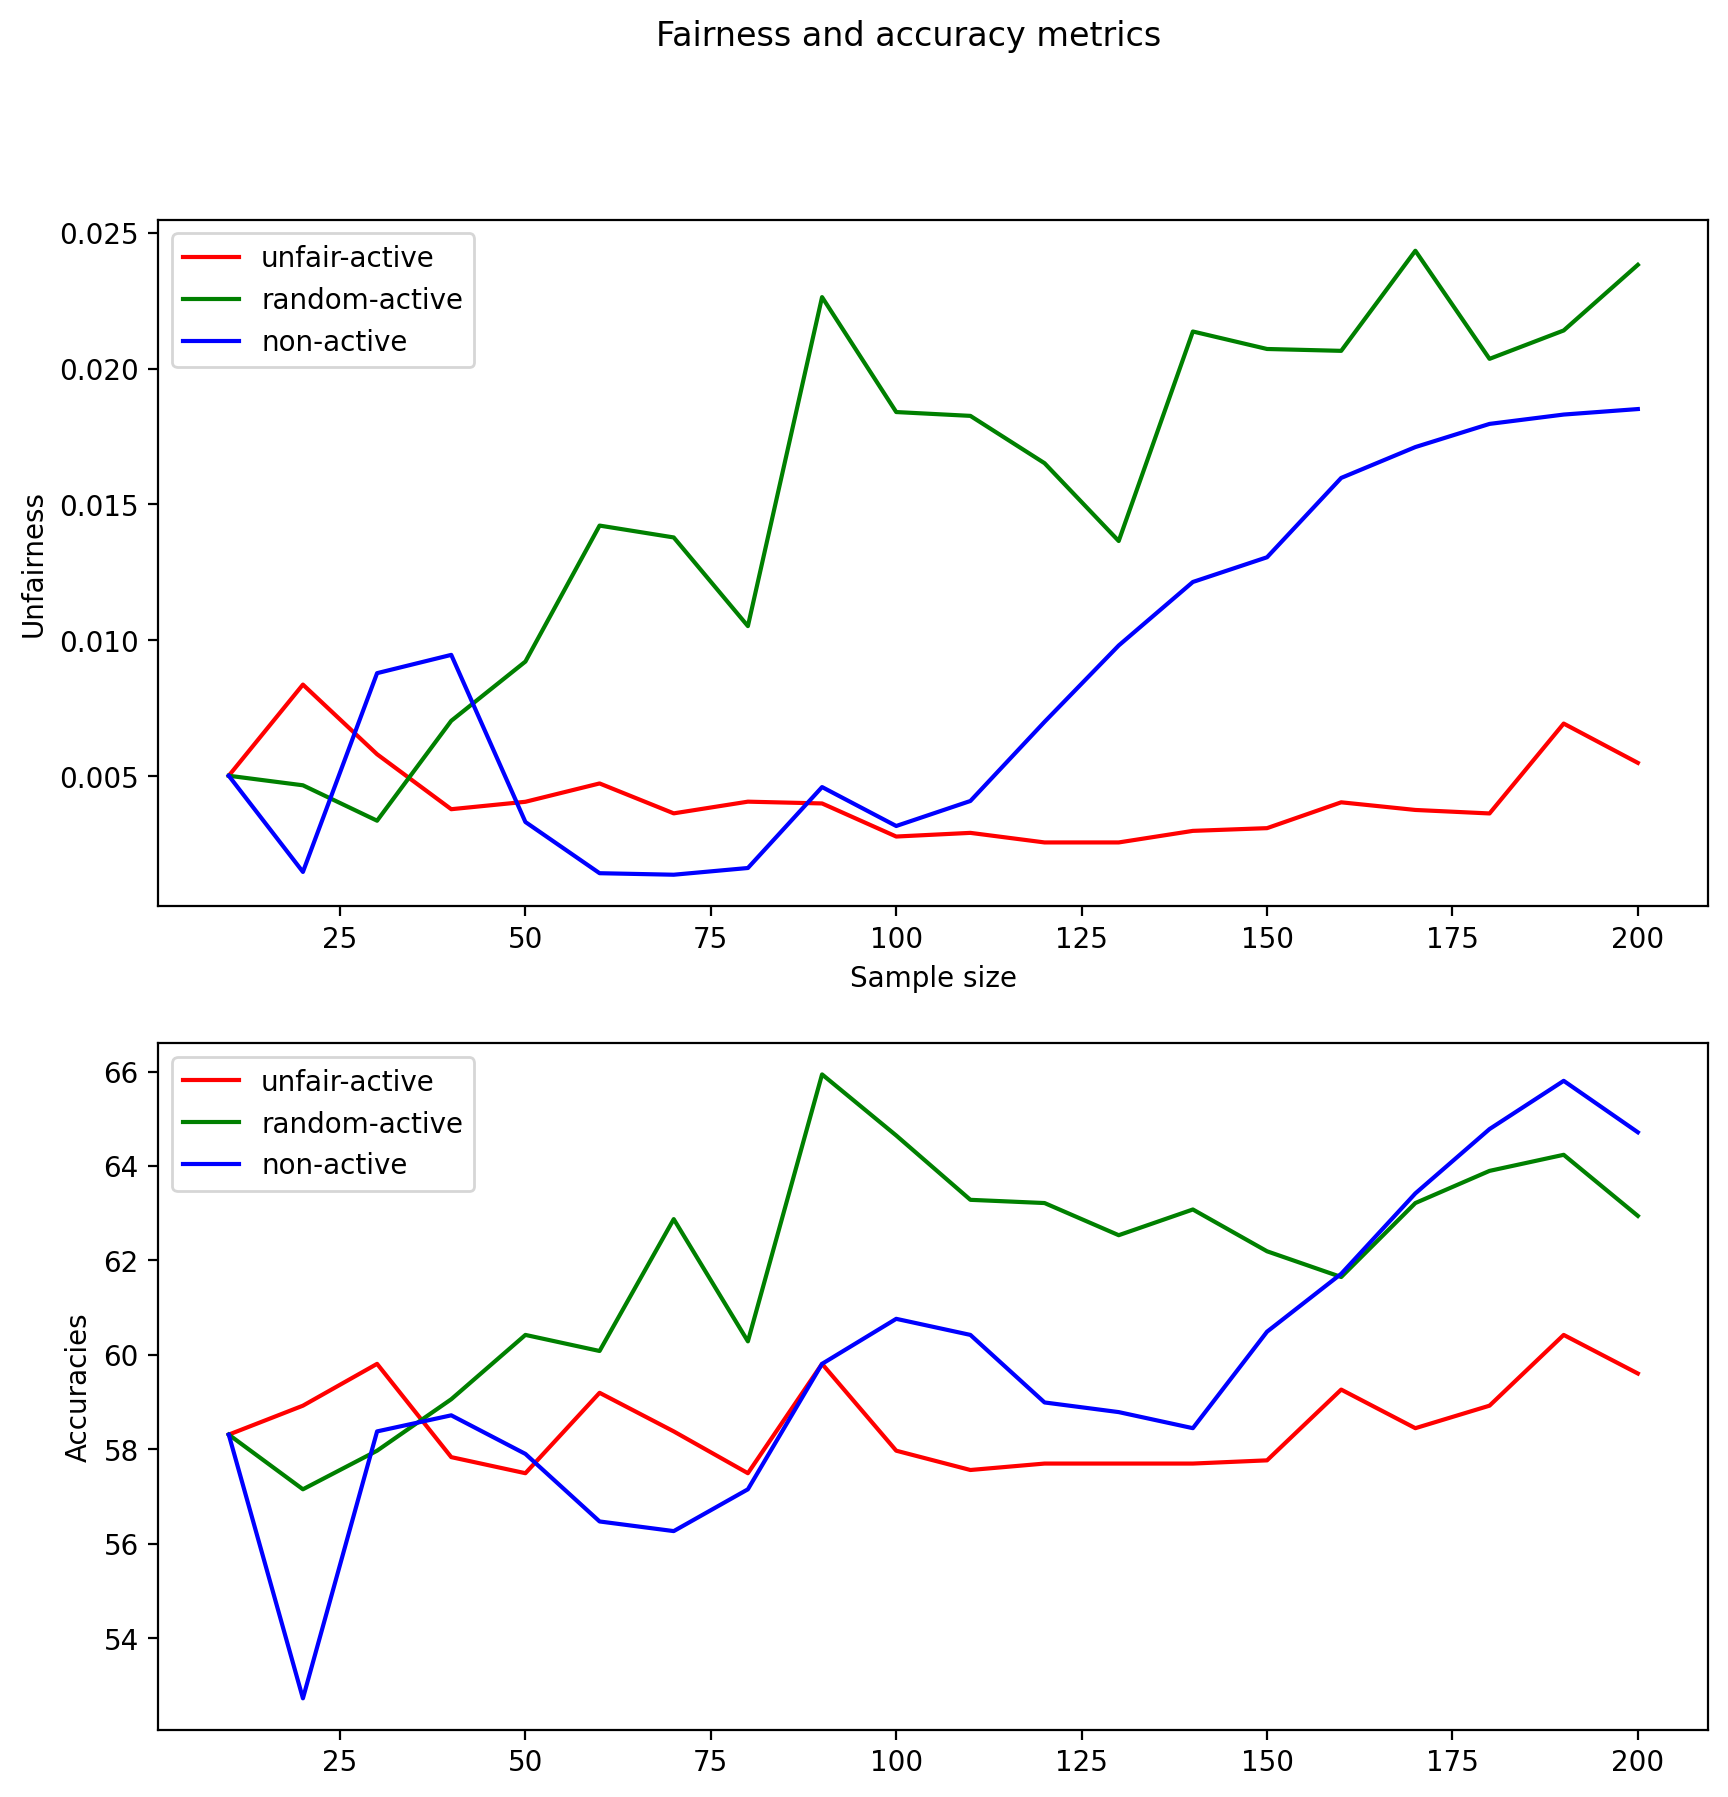 Fairness and accuracy metrics
0.025
0.020
0.015
0.010
0.005
Unfairness
unfair-active
random-active
non-active
25 50 75 100 125 150 175 200
Sample size
66
64
62
60
58
56
54
Accuracies
unfair-active
random-active
non-active
25 50 75 100 125 150 175 200